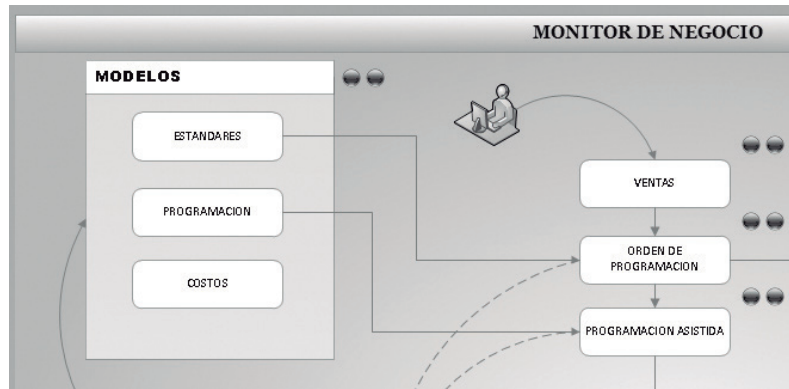 MONITOR DE NEGOCIO
MODELOS
ESTANDARES
PROGRAMACION
COSTOS
VENTAS
ORDEN DE
PROGRAMACION
PROGRAMACION ASISTIDA